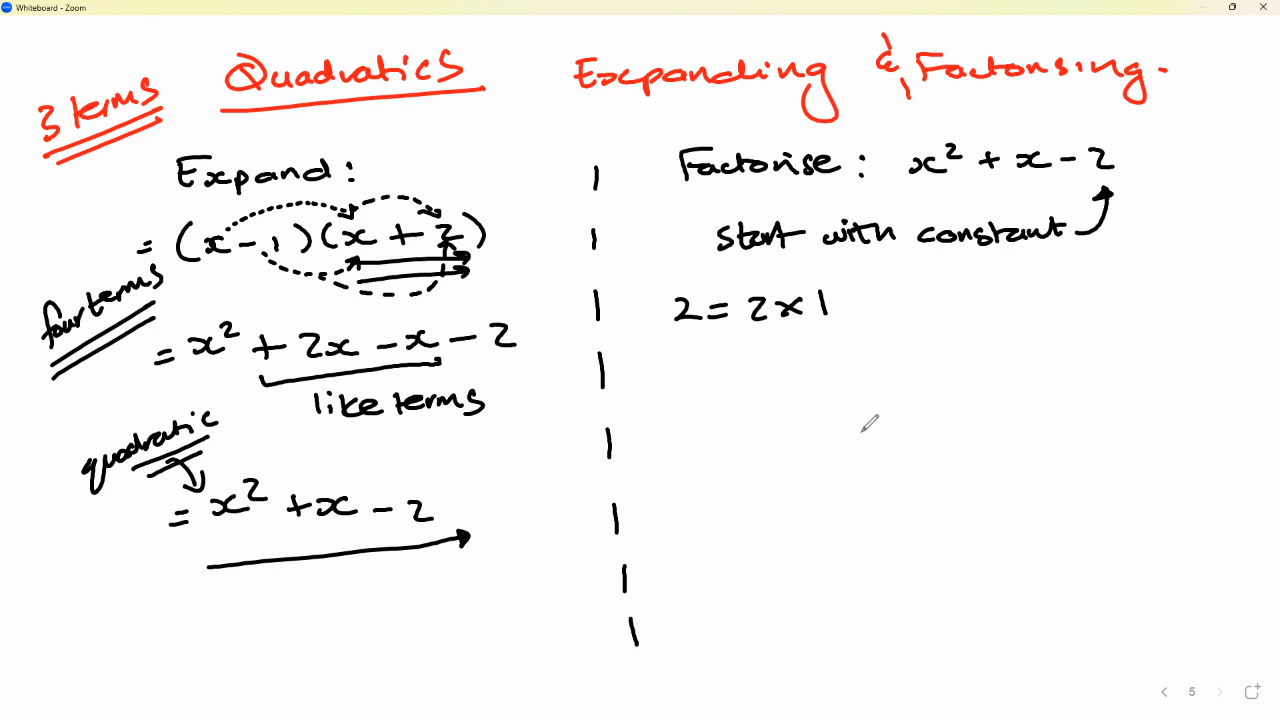 Whiteboard - Zoom
Quadratics Expanding & Factorising.
3 terms
Expand:
= (x - 1)(x + 2)
four terms
= x² + 2x - x - 2
like terms
quadratic
= x² + x - 2
Factorise: x² + x - 2
start with constant
2 = 2 x 1
5